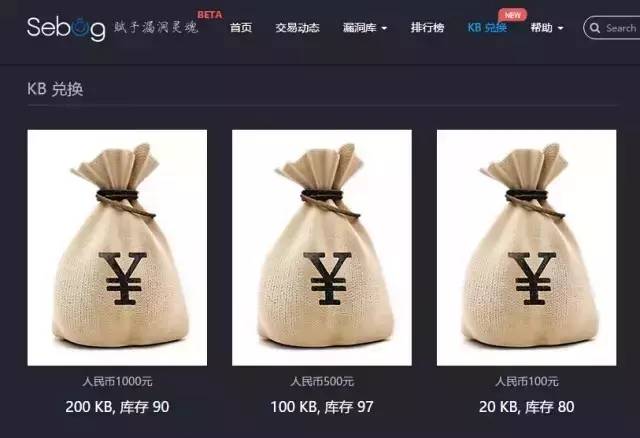 Sebug 赋予漏洞灵魂 BETA 首页 交易动态 漏洞库 排行榜 KB 兑换 NEW 帮助 Search
KB 兑换
¥ ¥ ¥
人民币1000元 人民币500元 人民币100元
200 KB, 库存 90 100 KB, 库存 97 20 KB, 库存 80